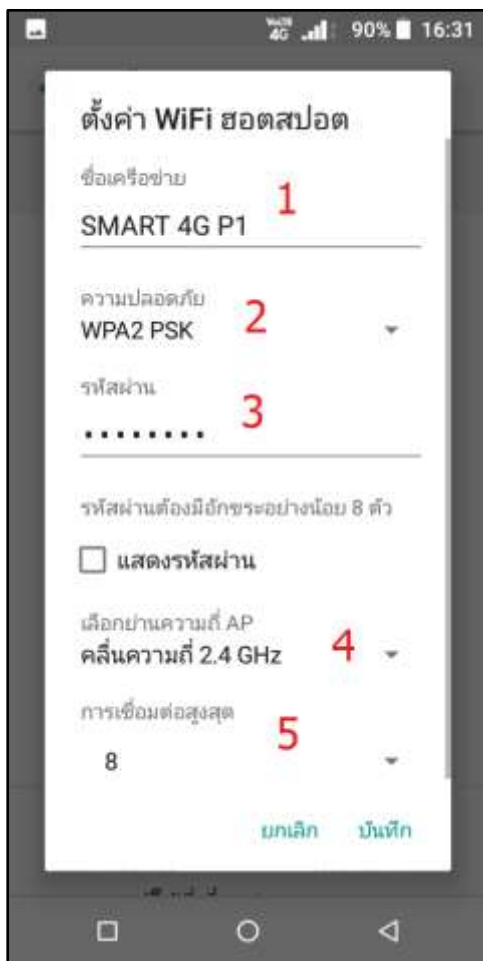 VoLTE 4G 90% 16:31
ตั้งค่า WiFi ฮอตสปอต
ชื่อเครือข่าย 1
SMART 4G P1
ความปลอดภัย 2
WPA2 PSK
รหัสผ่าน 3
••••••••
รหัสผ่านต้องมีอักขระอย่างน้อย 8 ตัว
แสดงรหัสผ่าน
เลือกย่านความถี่ AP 4
คลื่นความถี่ 2.4 GHz
การเชื่อมต่อสูงสุด 5
8
ยกเลิก บันทึก